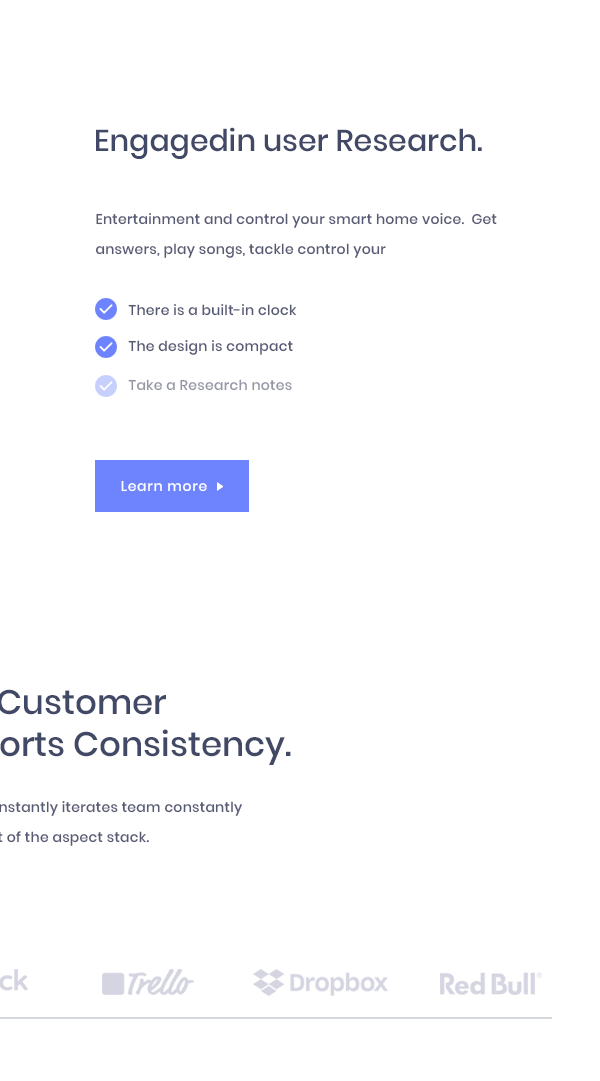 Engagedin user Research.
Entertainment and control your smart home voice. Get
answers, play songs, tackle control your
There is a built-in clock
The design is compact
Take a Research notes
Learn more
Customer
orts Consistency.
nstantly iterates team constantly
t of the aspect stack.
ck Trello Dropbox Red Bull®